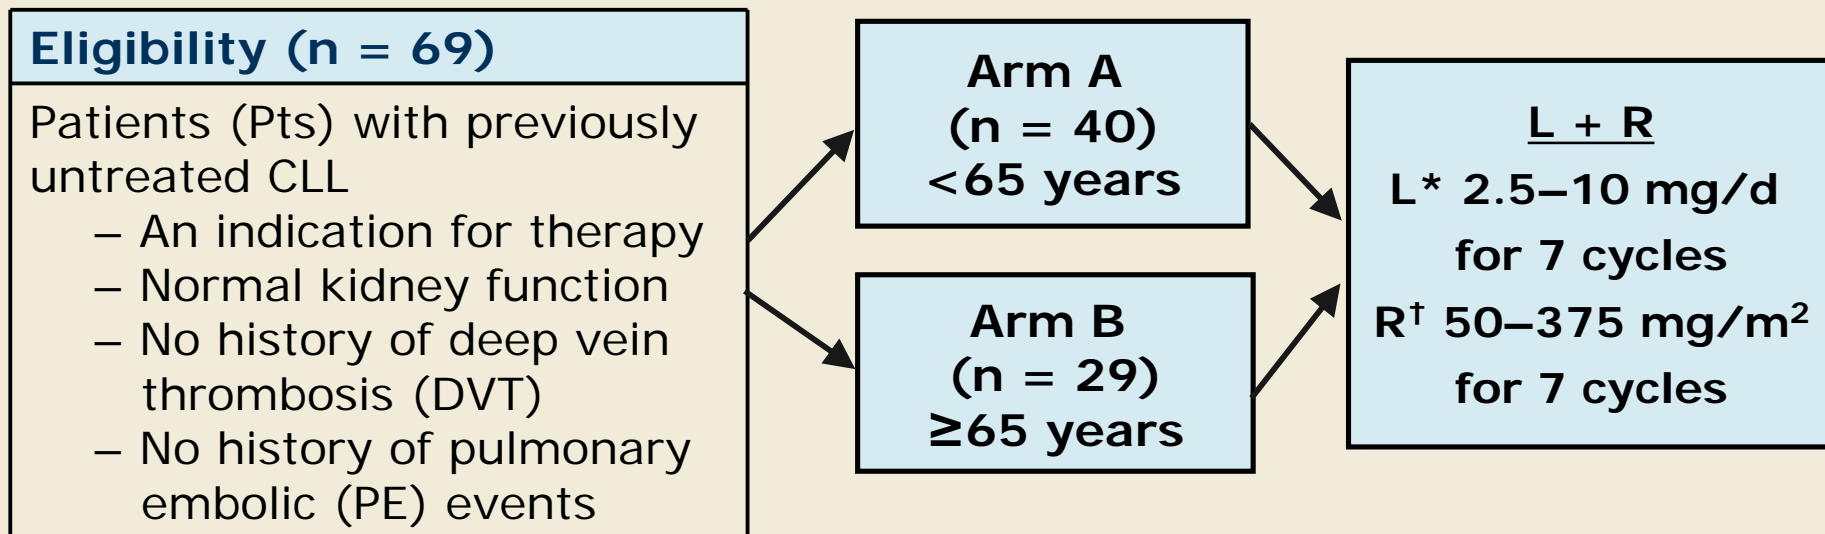 Eligibility (n = 69)
Patients (Pts) with previously
untreated CLL
– An indication for therapy
– Normal kidney function
– No history of deep vein
thrombosis (DVT)
– No history of pulmonary
embolic (PE) events
Arm A
(n = 40)
<65 years
Arm B
(n = 29)
≥65 years
L + R
L* 2.5–10 mg/d
for 7 cycles
R† 50–375 mg/m²
for 7 cycles